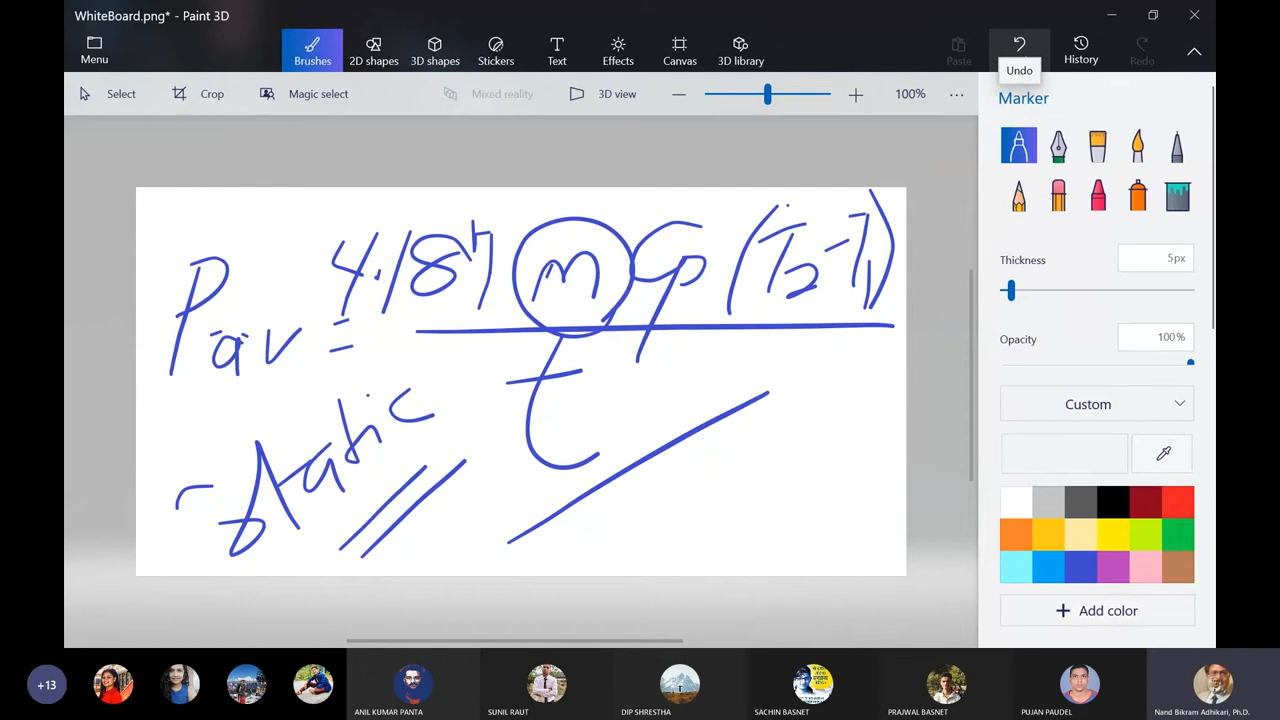 WhiteBoard.png* - Paint 3D
Menu
Brushes
2D shapes
3D shapes
Stickers
Text
Effects
Canvas
3D library
Paste
Undo
History
Redo
Select
Crop
Magic select
Mixed reality
3D view
100%
Marker
Thickness
5px
Opacity
100%
Custom
Add color
Pav = 4.187 m Cp (T2-T1)
t
static
+13
ANIL KUMAR PANTA
SUNIL RAUT
DIP SHRESTHA
SACHIN BASNET
PRAJWAL BASNET
PUJAN PAUDEL
Nand Bikram Adhikari, Ph.D.